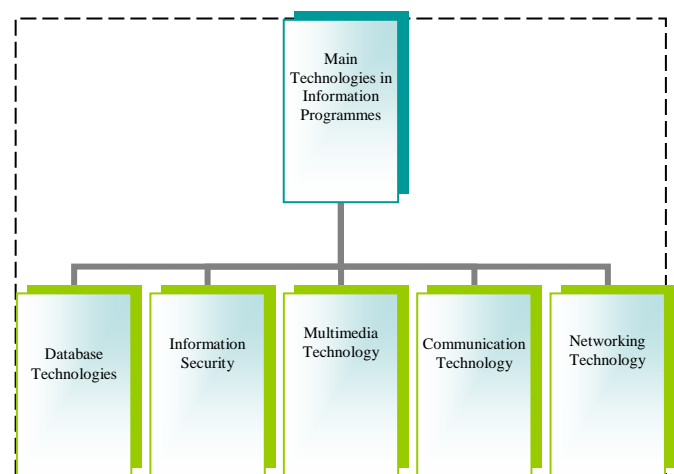 Main
Technologies in
Information
Programmes
Database
Technologies
Information
Security
Multimedia
Technology
Communication
Technology
Networking
Technology